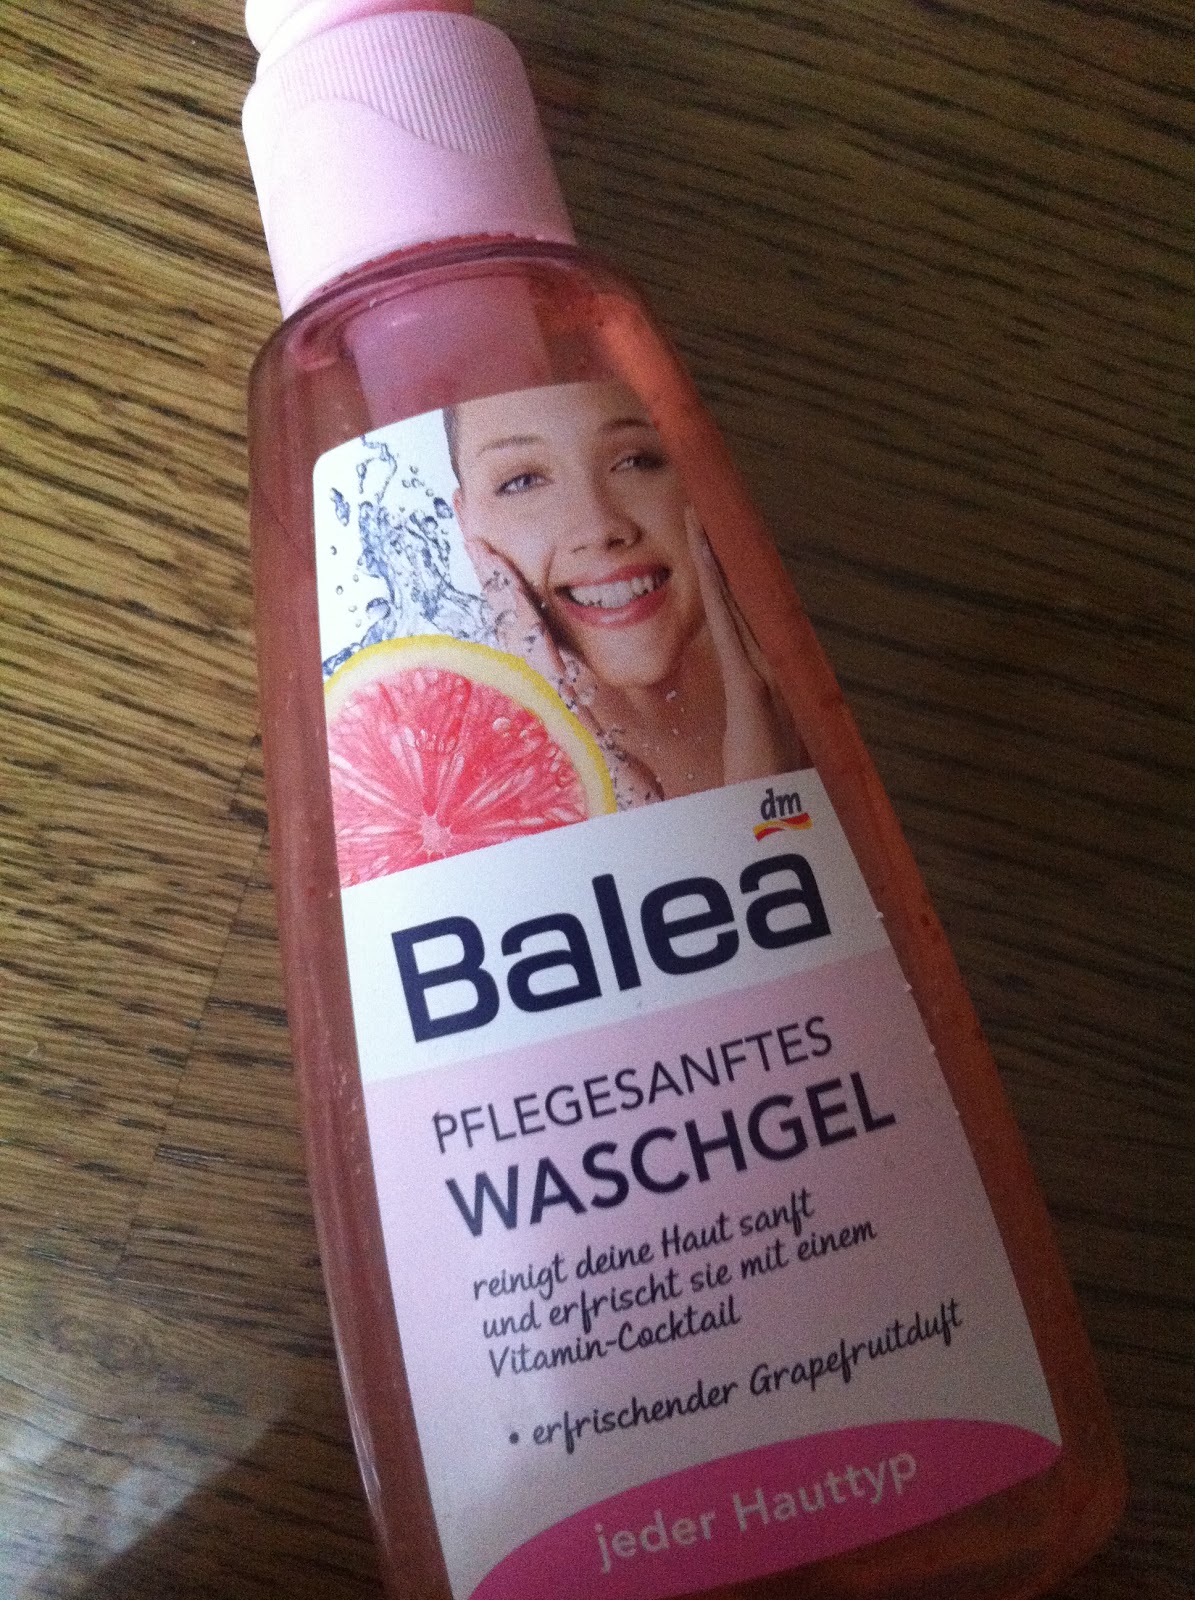 dm
Balea
PFLEGESANFTES
WASCHGEL
reinigt deine Haut sanft
und erfrischt sie mit einem
Vitamin-Cocktail
• erfrischender Grapefruitduft
jeder Hauttyp